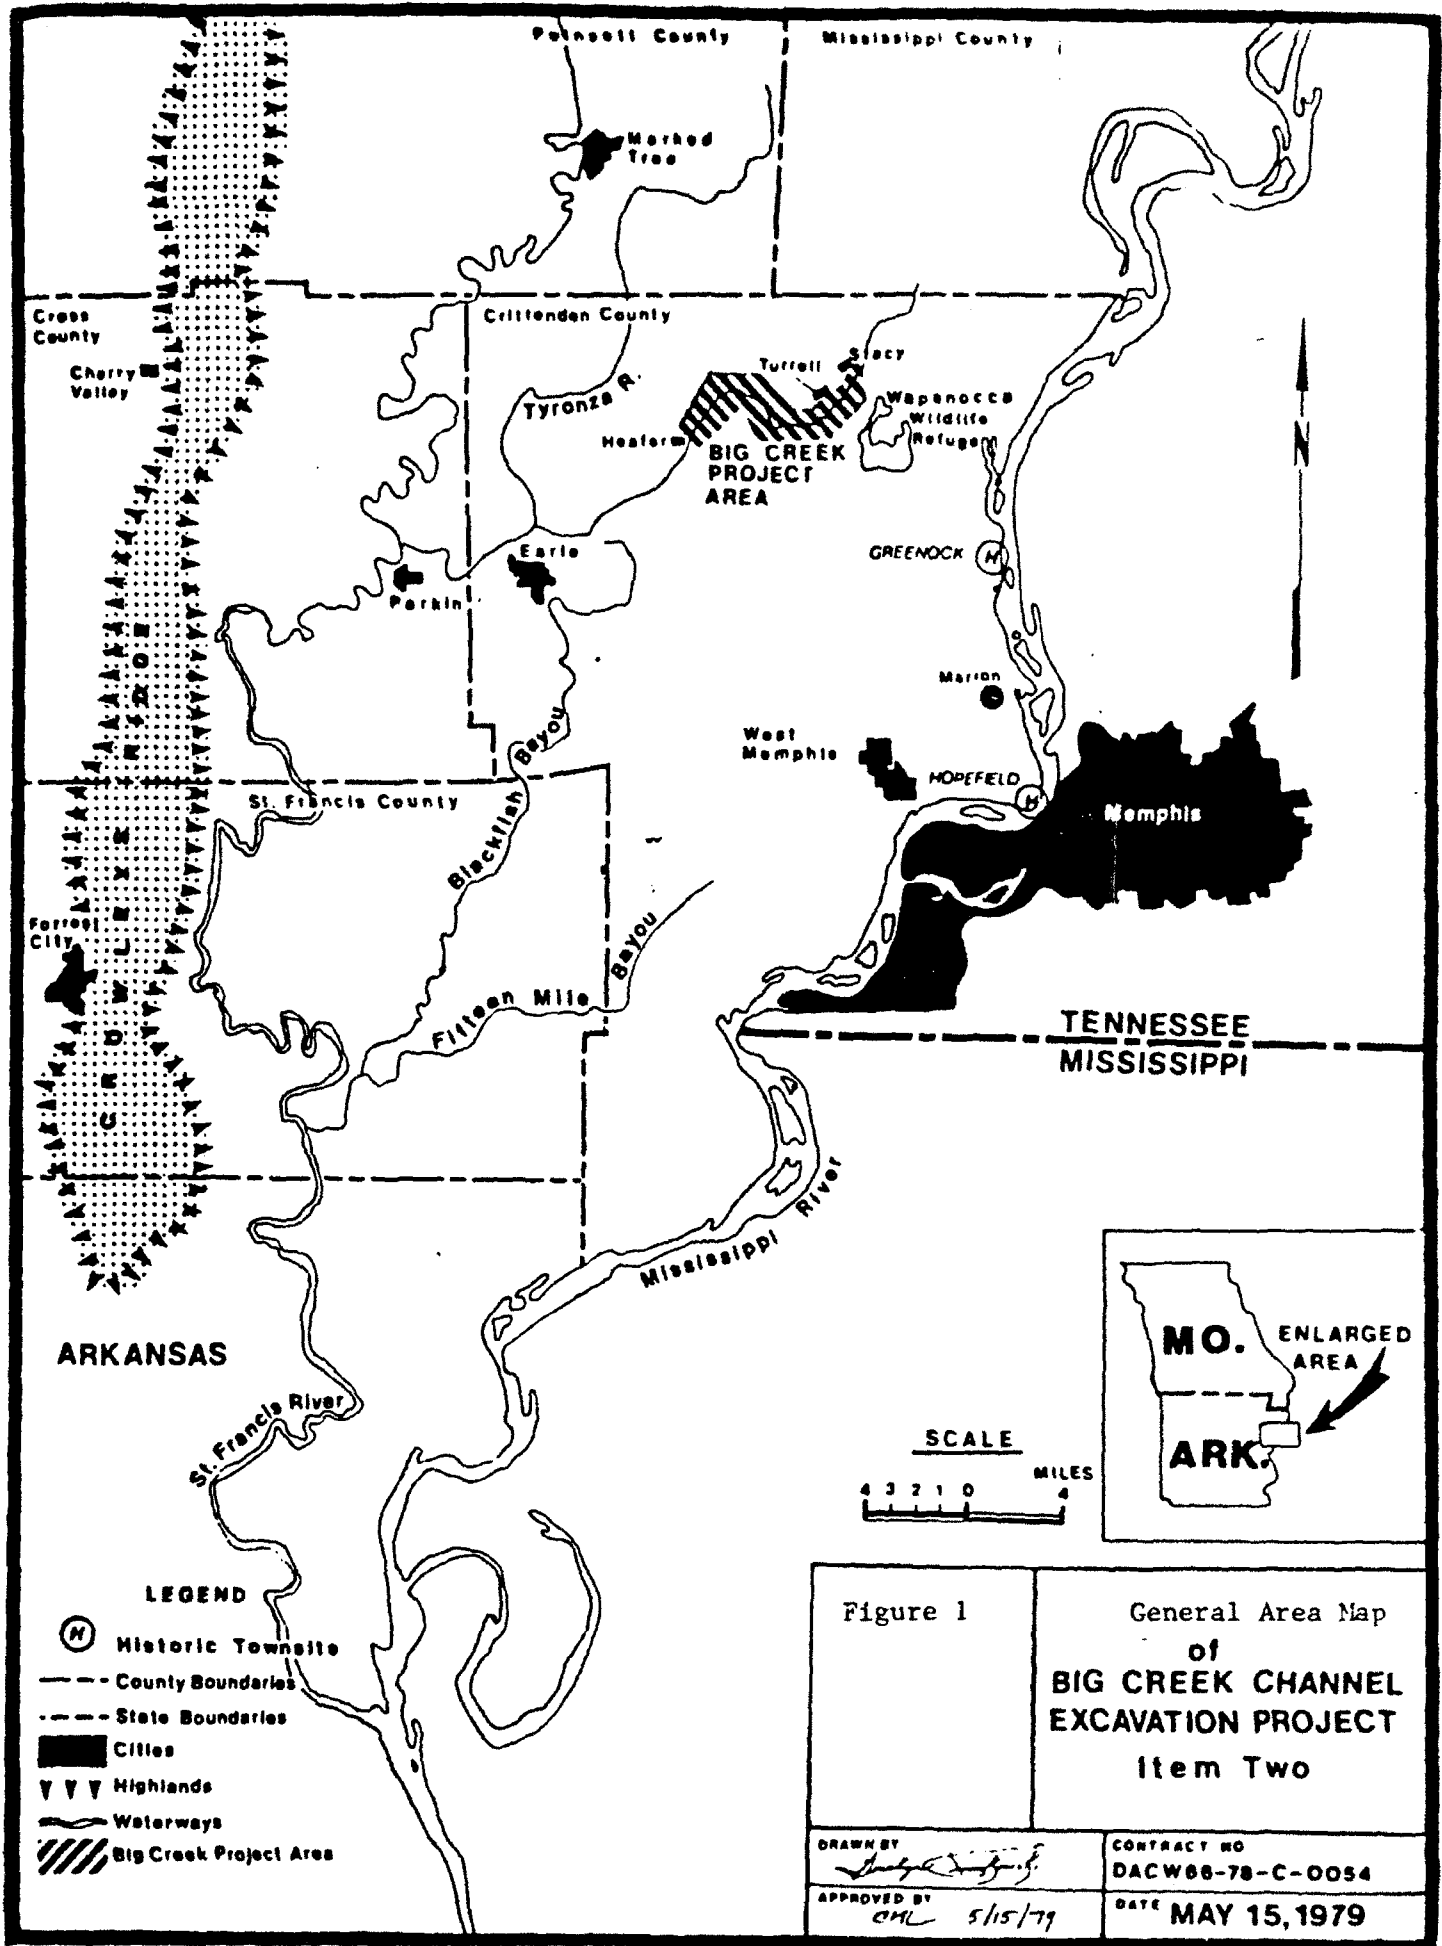 Poinsett County
Mississippi County
Marked
Tree
Cross
County
Crittenden County
Cherry
Valley
Turrell
Stacy
Tyronza R.
Wapanocca
Wildlife
Refuge
Heafer
BIG CREEK
PROJECT
AREA
GREENOCK
H
Earle
Parkin
Marion
West
Memphis
HOPEFIELD
H
Memphis
St. Francis County
Blackfish Bayou
CROWLEY RIDGE
Forrest
City
Fifteen Mile Bayou
N
TENNESSEE
MISSISSIPPI
Mississippi River
ARKANSAS
St. Francis River
MO.
ENLARGED
AREA
ARK.
SCALE
MILES
4 3 2 1 0 4
LEGEND
H Historic Townsite
County Boundaries
State Boundaries
Cities
Highlands
Waterways
Big Creek Project Area
Figure 1
General Area Map
of
BIG CREEK CHANNEL
EXCAVATION PROJECT
Item Two
DRAWN BY
CONTRACT NO
DACW66-78-C-0054
APPROVED BY
CML 5/15/79
DATE MAY 15, 1979